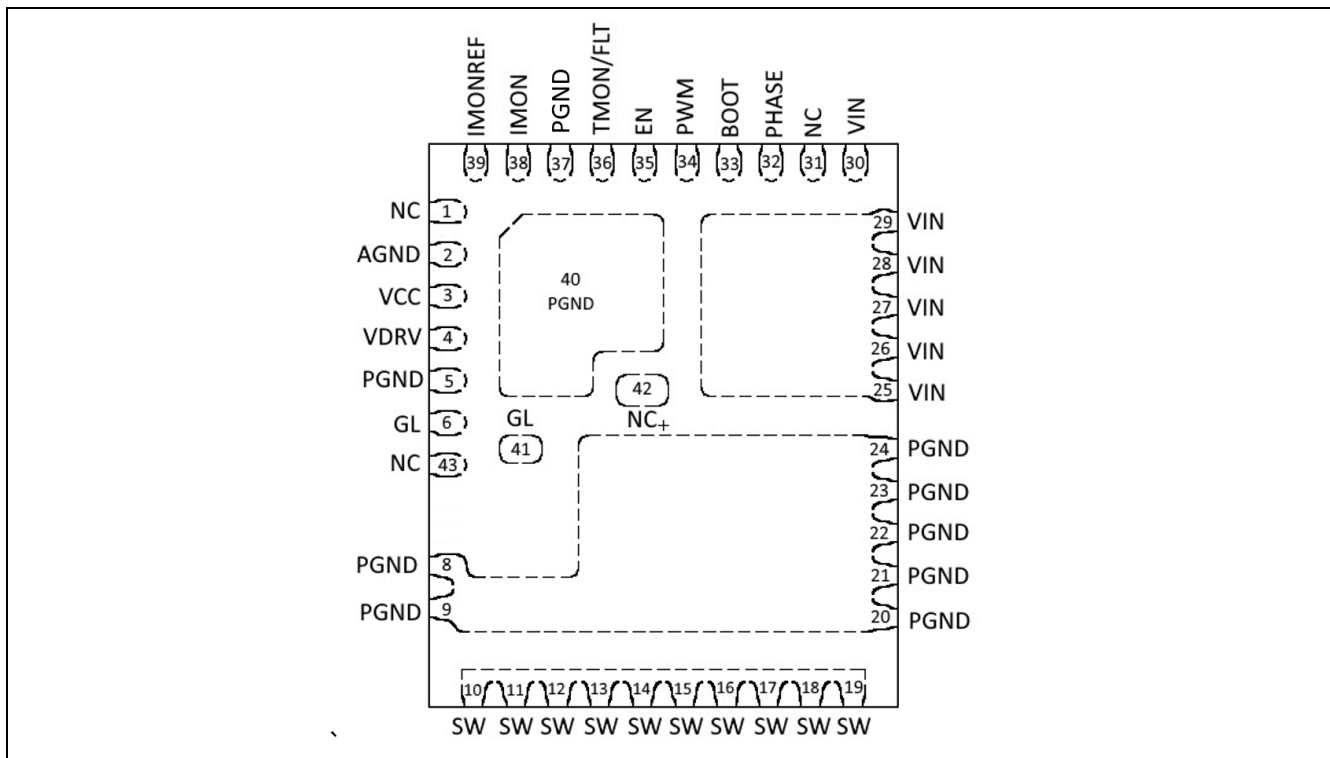 IMONREF
IMON
PGND
TMON/FLT
EN
PWM
BOOT
PHASE
NC
VIN
39 38 37 36 35 34 33 32 31 30
NC 1
AGND 2
VCC 3
VDRV 4
PGND 5
GL 6
NC 43
PGND 8
PGND 9
40
PGND
42
NC+
GL
41
29 VIN
28 VIN
27 VIN
26 VIN
25 VIN
24 PGND
23 PGND
22 PGND
21 PGND
20 PGND
10 11 12 13 14 15 16 17 18 19
SW SW SW SW SW SW SW SW SW SW